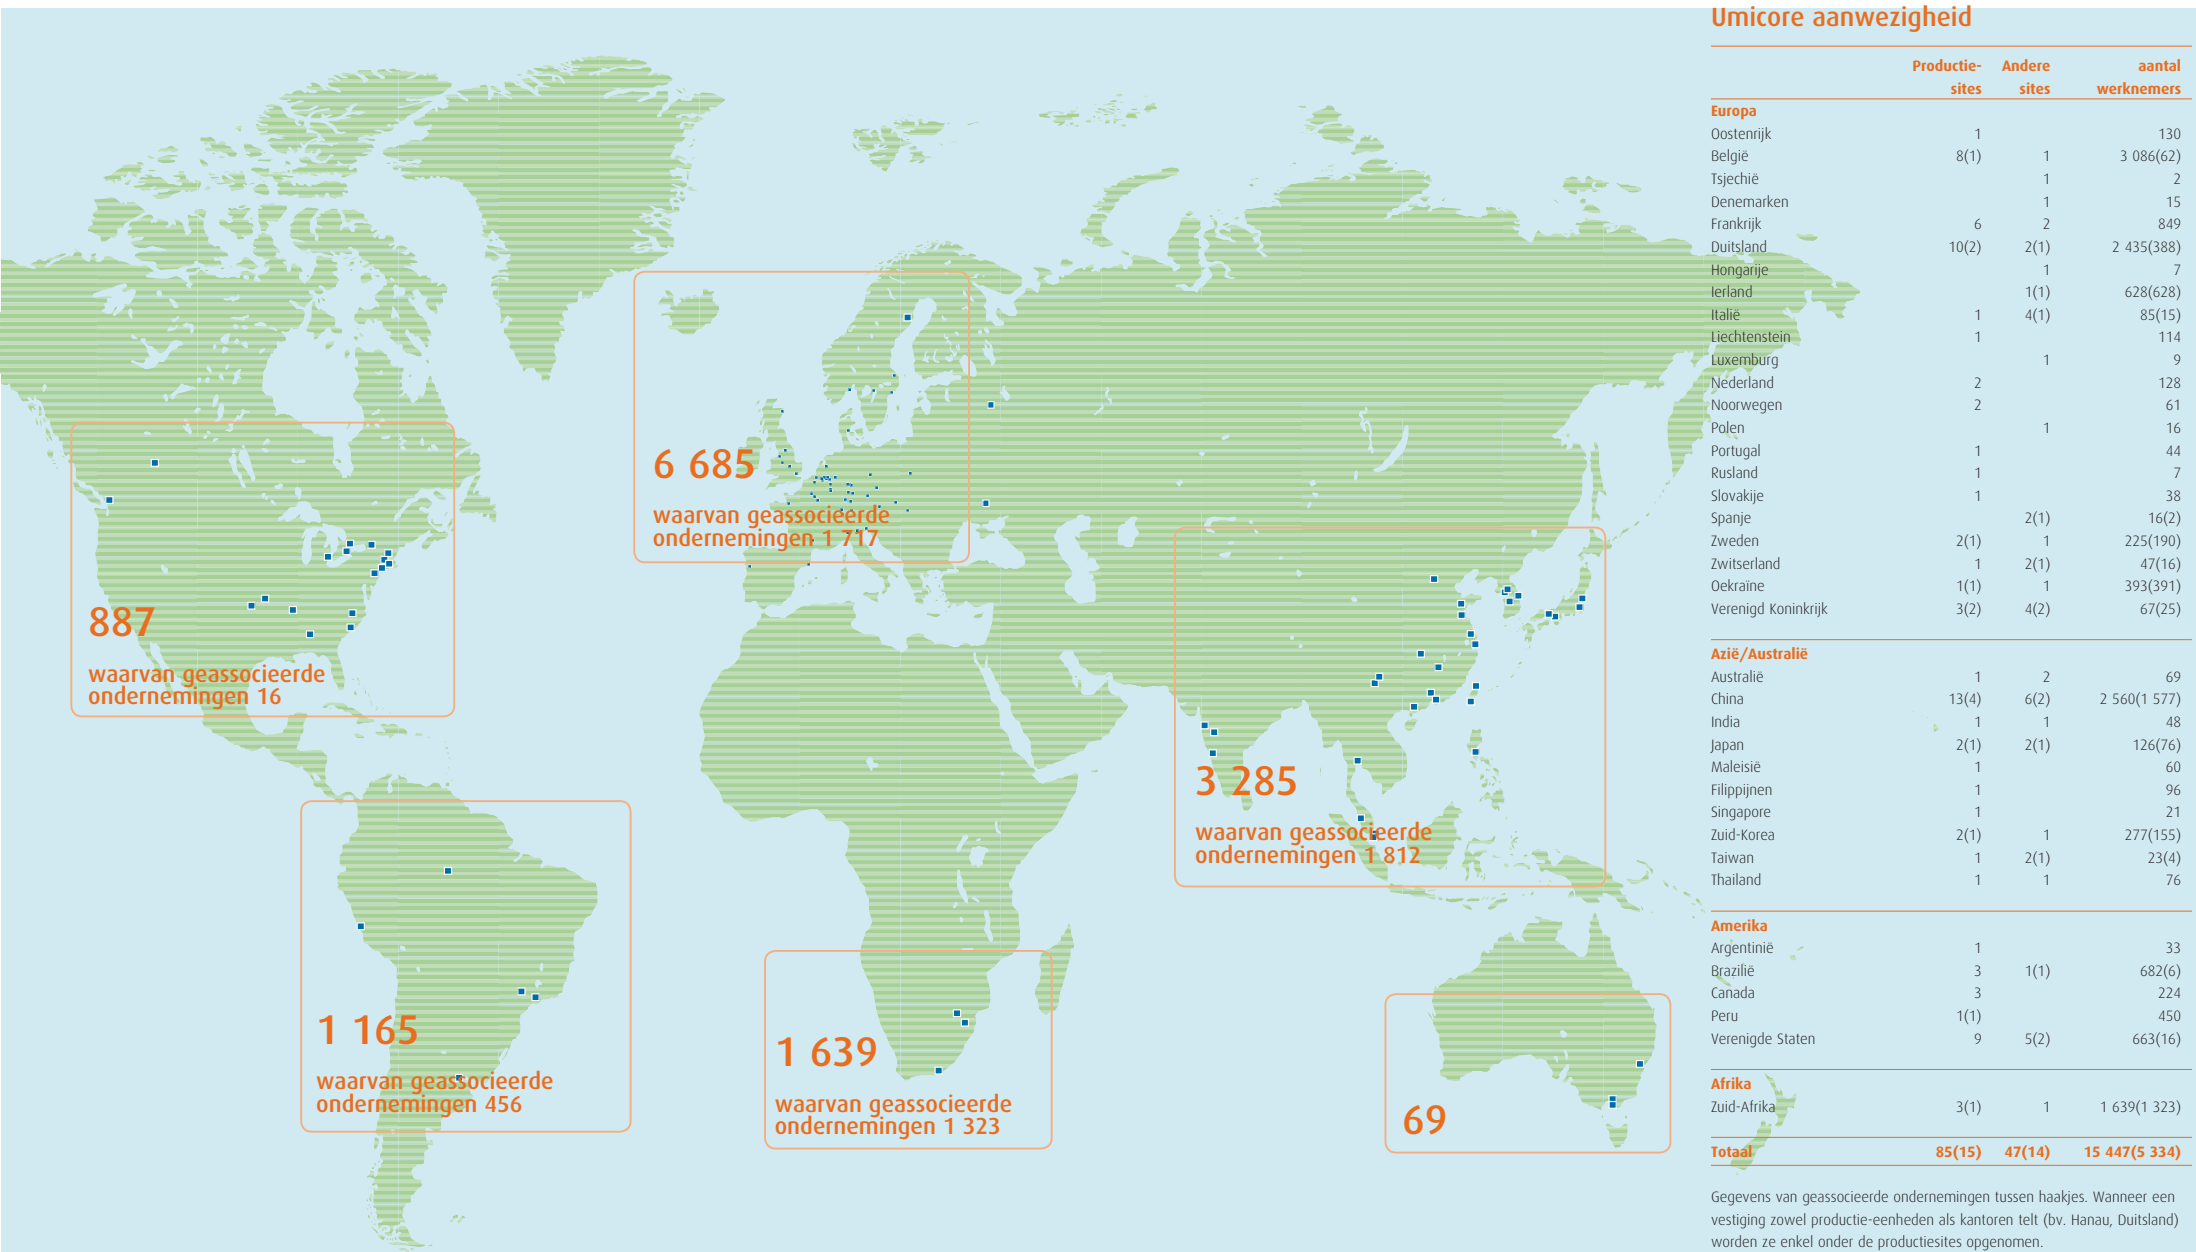 6 685
waarvan geassocieerde
ondernemingen 1 717
887
waarvan geassocieerde
ondernemingen 16
3 285
waarvan geassocieerde
ondernemingen 1 812
1 165
waarvan geassocieerde
ondernemingen 456
1 639
waarvan geassocieerde
ondernemingen 1 323
69
Umicore aanwezigheid
Productie- Andere aantal
sites sites werknemers
Europa
Oostenrijk 1 130
België 8(1) 1 3 086(62)
Tsjechië 1 2
Denemarken 1 15
Frankrijk 6 2 849
Duitsland 10(2) 2(1) 2 435(388)
Hongarije 1 7
Ierland 1(1) 628(628)
Italië 1 4(1) 85(15)
Liechtenstein 1 114
Luxemburg 1 9
Nederland 2 128
Noorwegen 2 61
Polen 1 16
Portugal 1 44
Rusland 1 7
Slovakije 1 38
Spanje 2(1) 16(2)
Zweden 2(1) 1 225(190)
Zwitserland 1 2(1) 47(16)
Oekraïne 1(1) 1 393(391)
Verenigd Koninkrijk 3(2) 4(2) 67(25)
Azië/Australië
Australië 1 2 69
China 13(4) 6(2) 2 560(1 577)
India 1 1 48
Japan 2(1) 2(1) 126(76)
Maleisië 1 60
Filippijnen 1 96
Singapore 1 21
Zuid-Korea 2(1) 1 277(155)
Taiwan 1 2(1) 23(4)
Thailand 1 1 76
Amerika
Argentinië 1 33
Brazilië 3 1(1) 682(6)
Canada 3 224
Peru 1(1) 450
Verenigde Staten 9 5(2) 663(16)
Afrika
Zuid-Afrika 3(1) 1 1 639(1 323)
Totaal 85(15) 47(14) 15 447(5 334)
Gegevens van geassocieerde ondernemingen tussen haakjes. Wanneer een
vestiging zowel productie-eenheden als kantoren telt (bv. Hanau, Duitsland)
worden ze enkel onder de productiesites opgenomen.